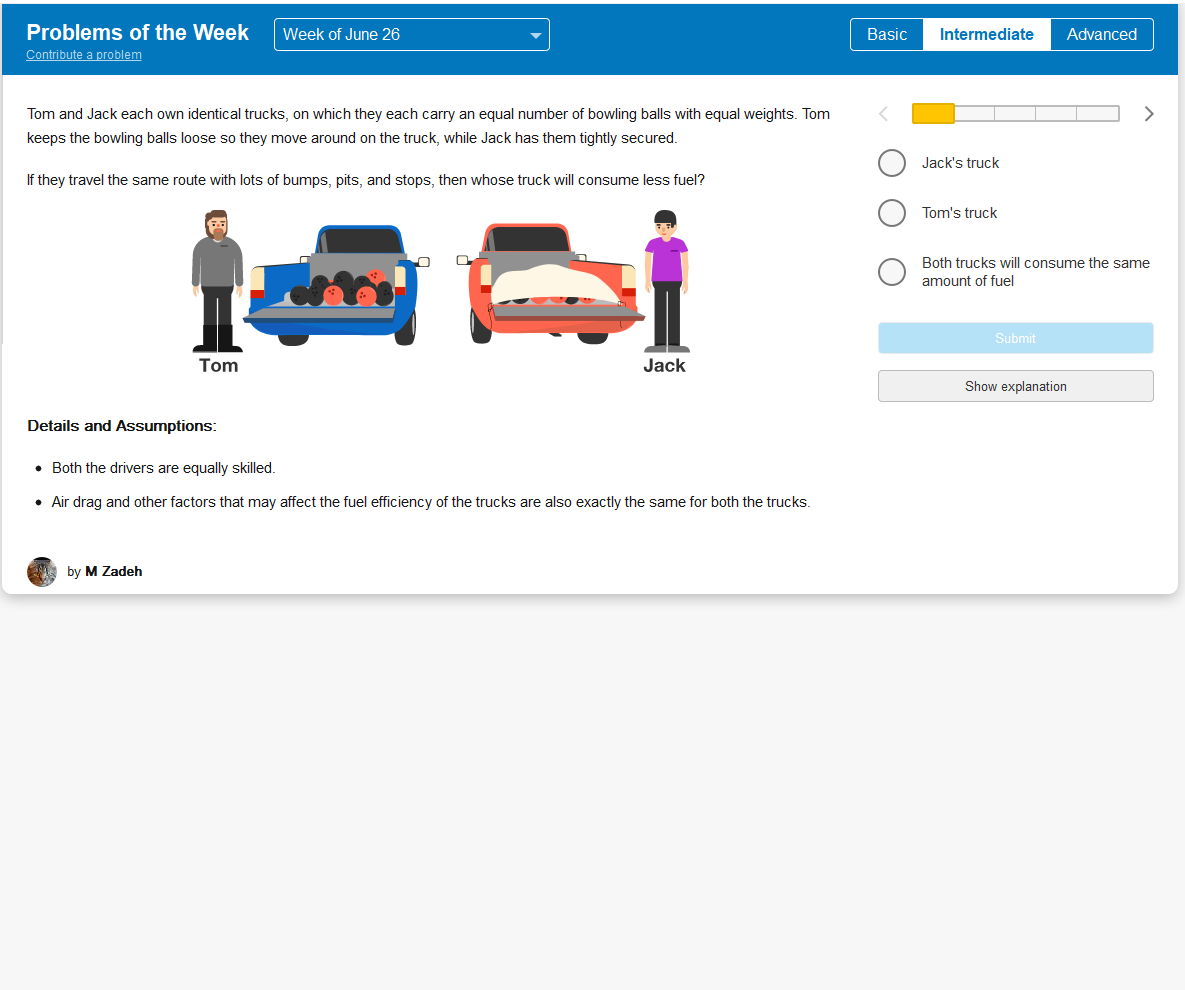 Problems of the Week
Contribute a problem
Week of June 26
Basic
Intermediate
Advanced
Tom and Jack each own identical trucks, on which they each carry an equal number of bowling balls with equal weights. Tom
keeps the bowling balls loose so they move around on the truck, while Jack has them tightly secured.
If they travel the same route with lots of bumps, pits, and stops, then whose truck will consume less fuel?
Tom
Jack
Details and Assumptions:
Both the drivers are equally skilled.
Air drag and other factors that may affect the fuel efficiency of the trucks are also exactly the same for both the trucks.
by M Zadeh
Jack's truck
Tom's truck
Both trucks will consume the same
amount of fuel
Submit
Show explanation